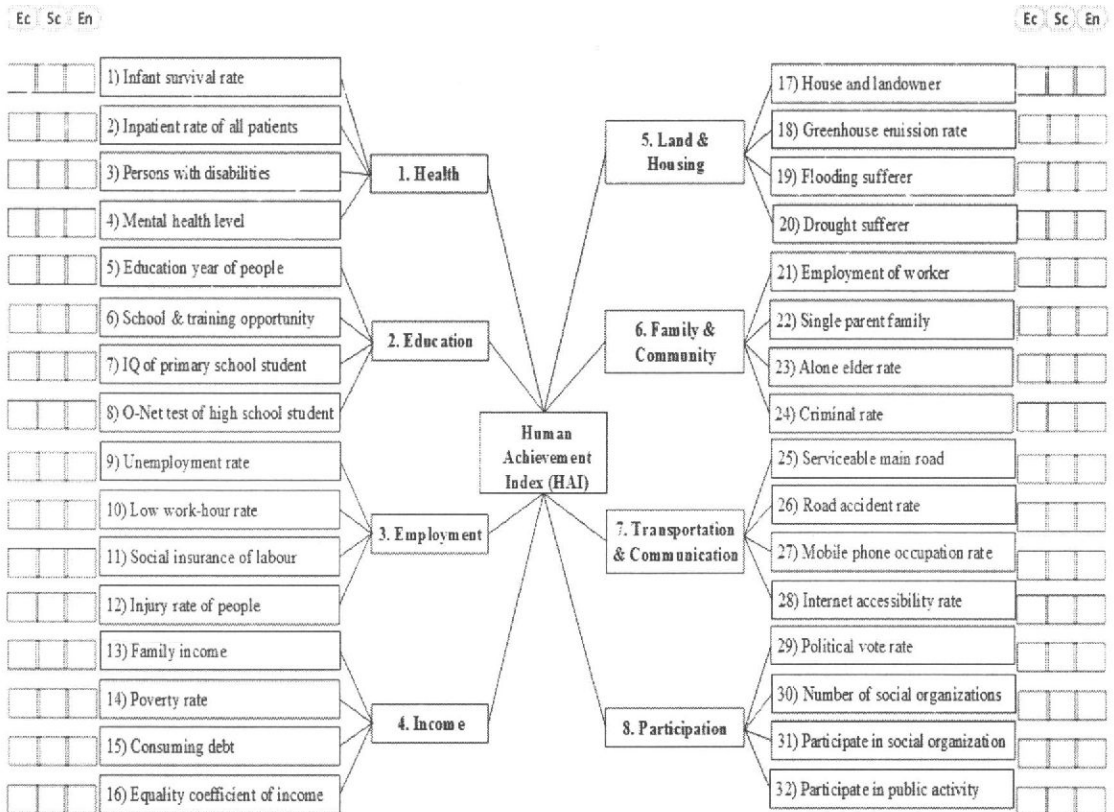 Ec Sc En
1) Infant survival rate
2) Inpatient rate of all patients
3) Persons with disabilities
4) Mental health level
1. Health
5) Education year of people
6) School & training opportunity
7) IQ of primary school student
8) O-Net test of high school student
2. Education
9) Unemployment rate
10) Low work-hour rate
11) Social insurance of labour
12) Injury rate of people
3. Employment
13) Family income
14) Poverty rate
15) Consuming debt
16) Equality coefficient of income
4. Income
Human
Achievement
Index (HAI)
Ec Sc En
5. Land &
Housing
17) House and landowner
18) Greenhouse emission rate
19) Flooding sufferer
20) Drought sufferer
6. Family &
Community
21) Employment of worker
22) Single parent family
23) Alone elder rate
24) Criminal rate
7. Transportation
& Communication
25) Serviceable main road
26) Road accident rate
27) Mobile phone occupation rate
28) Internet accessibility rate
8. Participation
29) Political vote rate
30) Number of social organizations
31) Participate in social organization
32) Participate in public activity